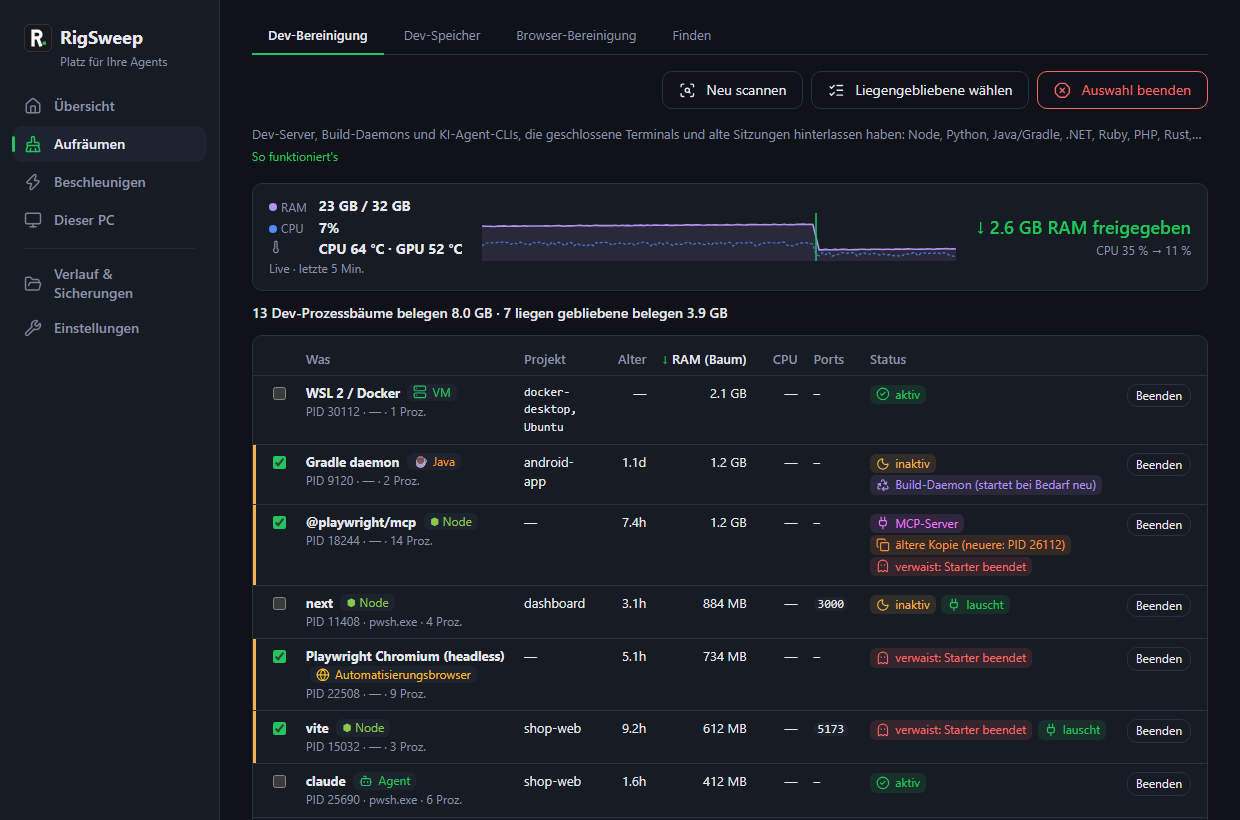 RigSweep
Platz für Ihre Agents
Übersicht
Aufräumen
Beschleunigen
Dieser PC
Verlauf &
Sicherungen
Einstellungen
Dev-Bereinigung Dev-Speicher Browser-Bereinigung Finden
Neu scannen Liegengebliebene wählen Auswahl beenden
Dev-Server, Build-Daemons und KI-Agent-CLIs, die geschlossene Terminals und alte Sitzungen hinterlassen haben: Node, Python, Java/Gradle, .NET, Ruby, PHP, Rust,...
So funktioniert's
RAM 23 GB / 32 GB
CPU 7%
CPU 64 °C · GPU 52 °C
Live · letzte 5 Min.
↓ 2.6 GB RAM freigegeben
CPU 35 % → 11 %
13 Dev-Prozessbäume belegen 8.0 GB · 7 liegen gebliebene belegen 3.9 GB
Was Projekt Alter ↓ RAM (Baum) CPU Ports Status
WSL 2 / Docker VM docker-desktop, Ubuntu — 2.1 GB — – aktiv Beenden
PID 30112 · — · 1 Proz.
Gradle daemon Java android-app 1.1d 1.2 GB — – inaktiv Beenden
PID 9120 · — · 2 Proz. Build-Daemon (startet bei Bedarf neu)
@playwright/mcp Node — 7.4h 1.2 GB — – MCP-Server Beenden
PID 18244 · — · 14 Proz. ältere Kopie (neuere: PID 26112)
verwaist: Starter beendet
next Node dashboard 3.1h 884 MB — 3000 inaktiv lauscht Beenden
PID 11408 · pwsh.exe · 4 Proz.
Playwright Chromium (headless) — 5.1h 734 MB — – verwaist: Starter beendet Beenden
Automatisierungsbrowser
PID 22508 · — · 9 Proz.
vite Node shop-web 9.2h 612 MB — 5173 verwaist: Starter beendet lauscht Beenden
PID 15032 · — · 3 Proz.
claude Agent shop-web 1.6h 412 MB — – aktiv Beenden
PID 25690 · pwsh.exe · 6 Proz.